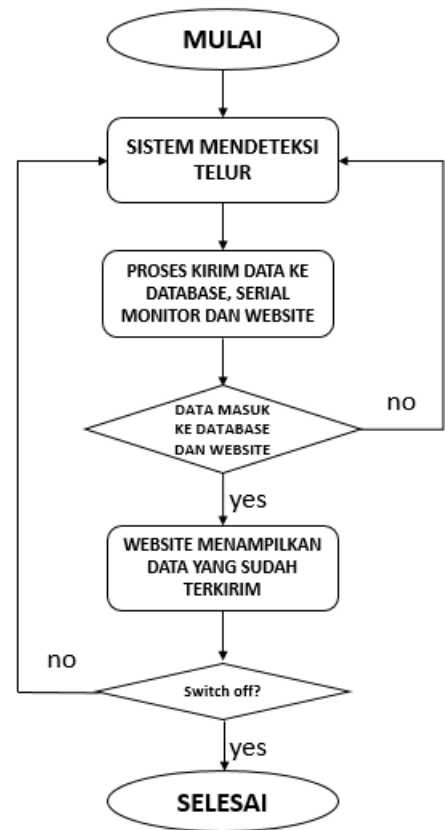 MULAI
SISTEM MENDETEKSI
TELUR
PROSES KIRIM DATA KE
DATABASE, SERIAL
MONITOR DAN WEBSITE
DATA MASUK
KE DATABASE
DAN WEBSITE
no
yes
WEBSITE MENAMPILKAN
DATA YANG SUDAH
TERKIRIM
no
Switch off?
yes
SELESAI